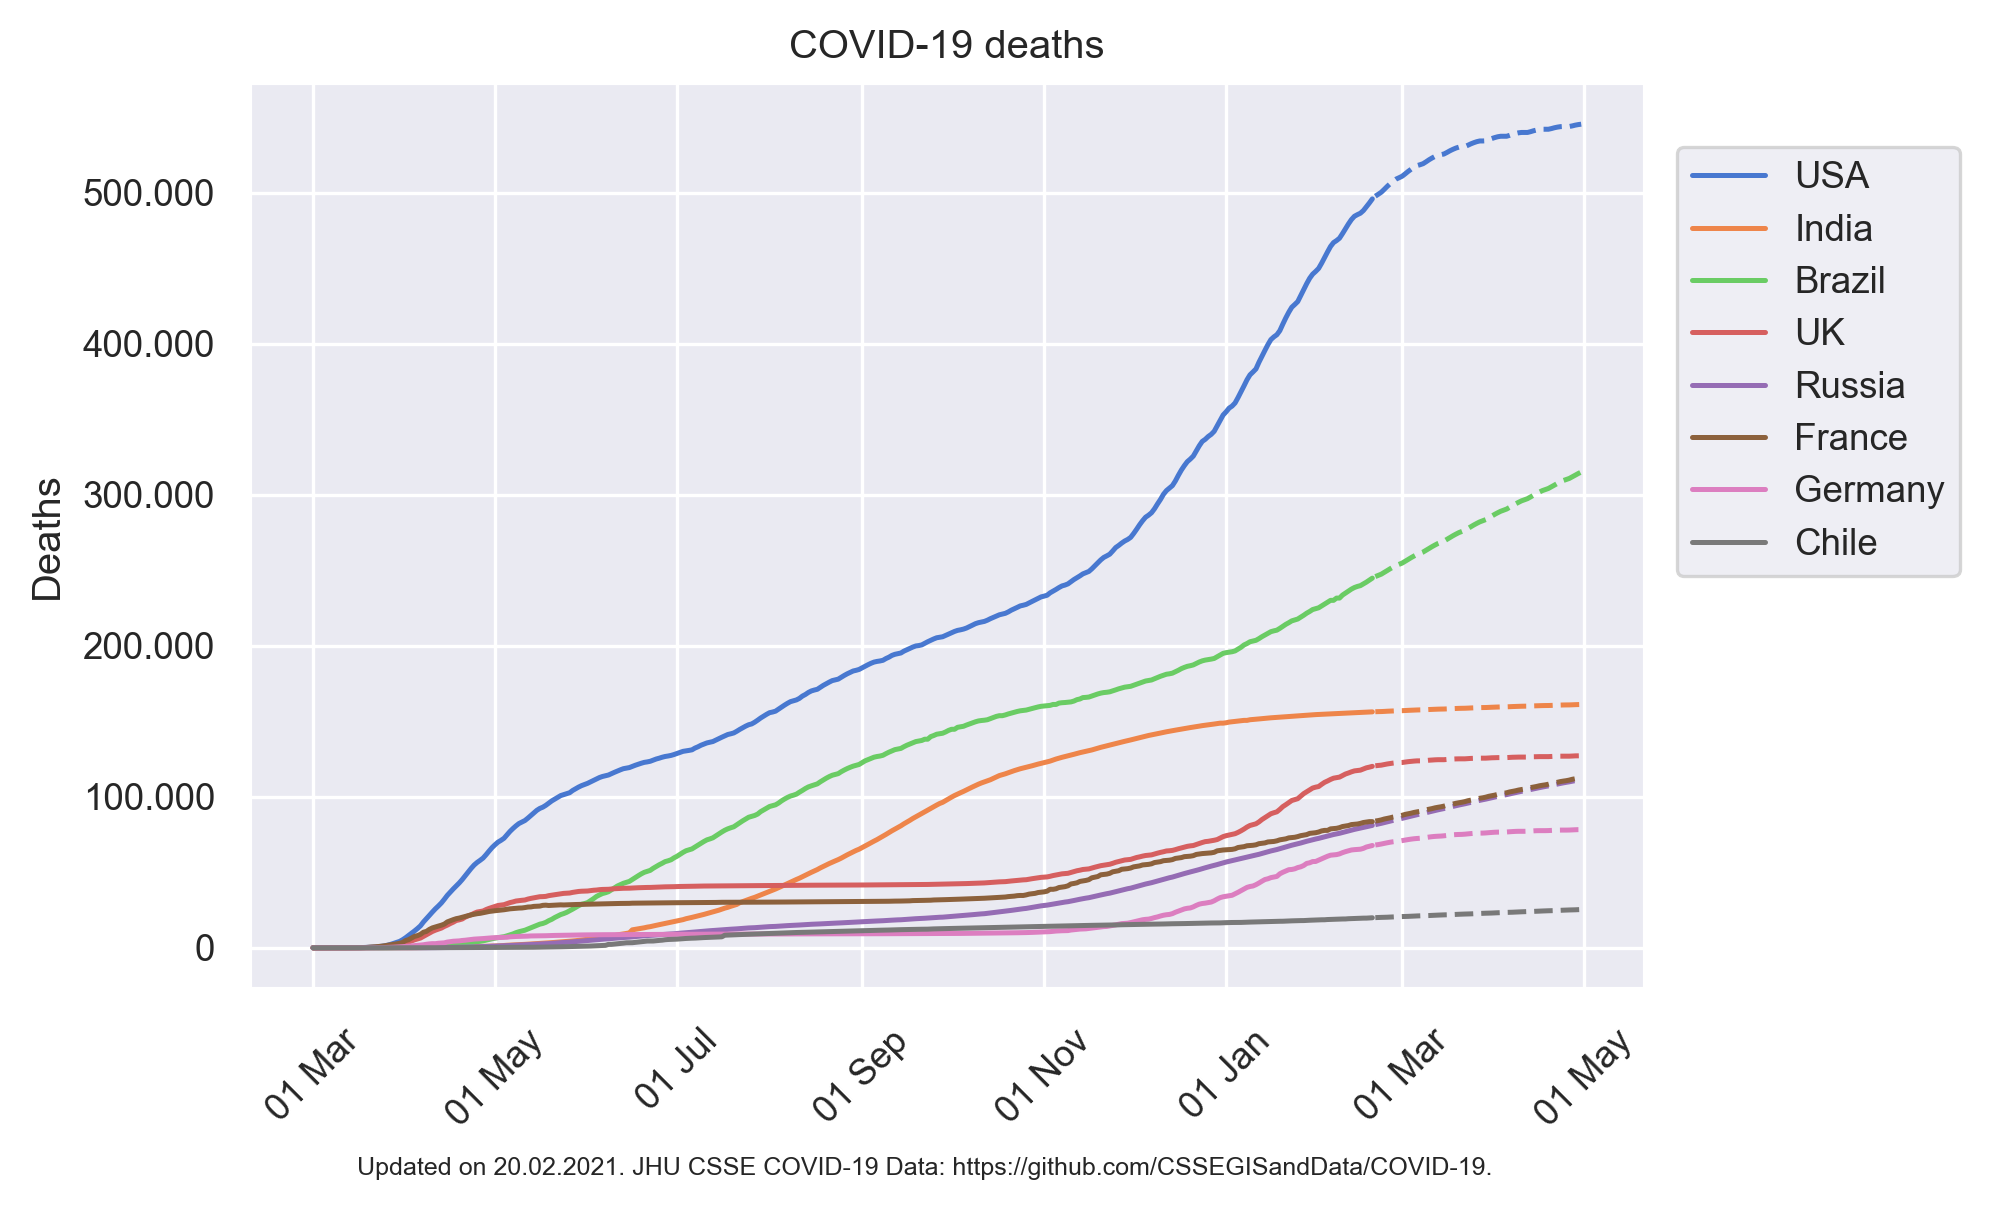 COVID-19 deaths
Deaths
500.000
400.000
300.000
200.000
100.000
0
01 Mar
01 May
01 Jul
01 Sep
01 Nov
01 Jan
01 Mar
01 May
USA
India
Brazil
UK
Russia
France
Germany
Chile
Updated on 20.02.2021. JHU CSSE COVID-19 Data: https://github.com/CSSEGISandData/COVID-19.